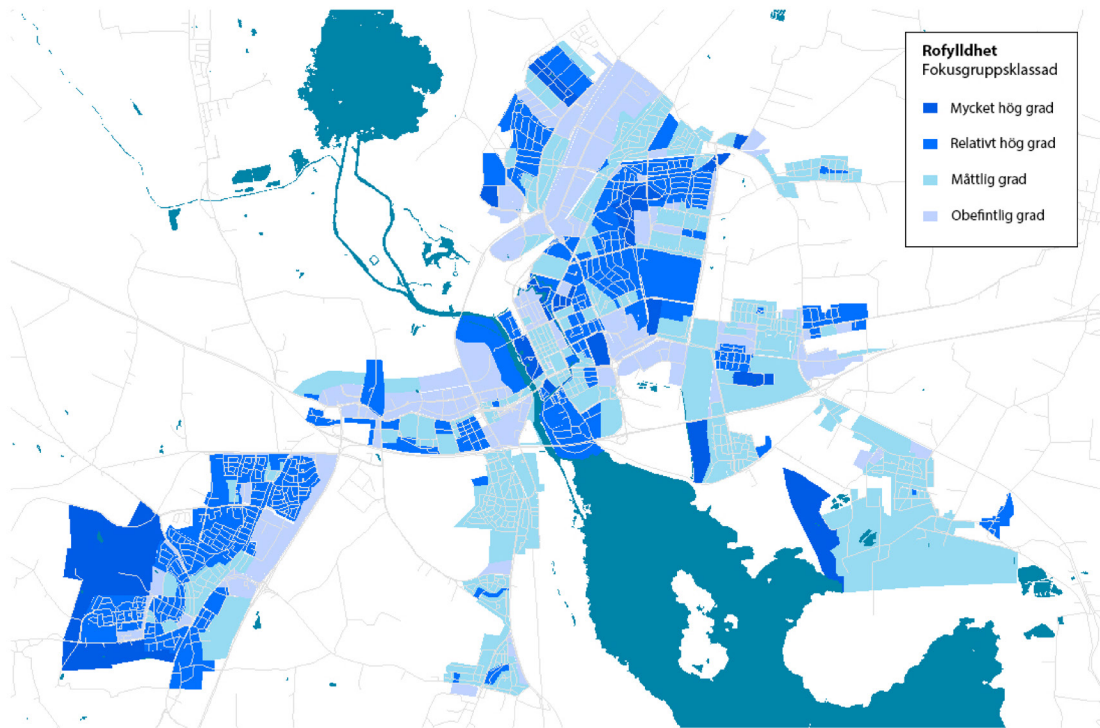 Rofylldhet
Fokusgruppsklassad
Mycket hög grad
Relativt hög grad
Måttlig grad
Obefintlig grad